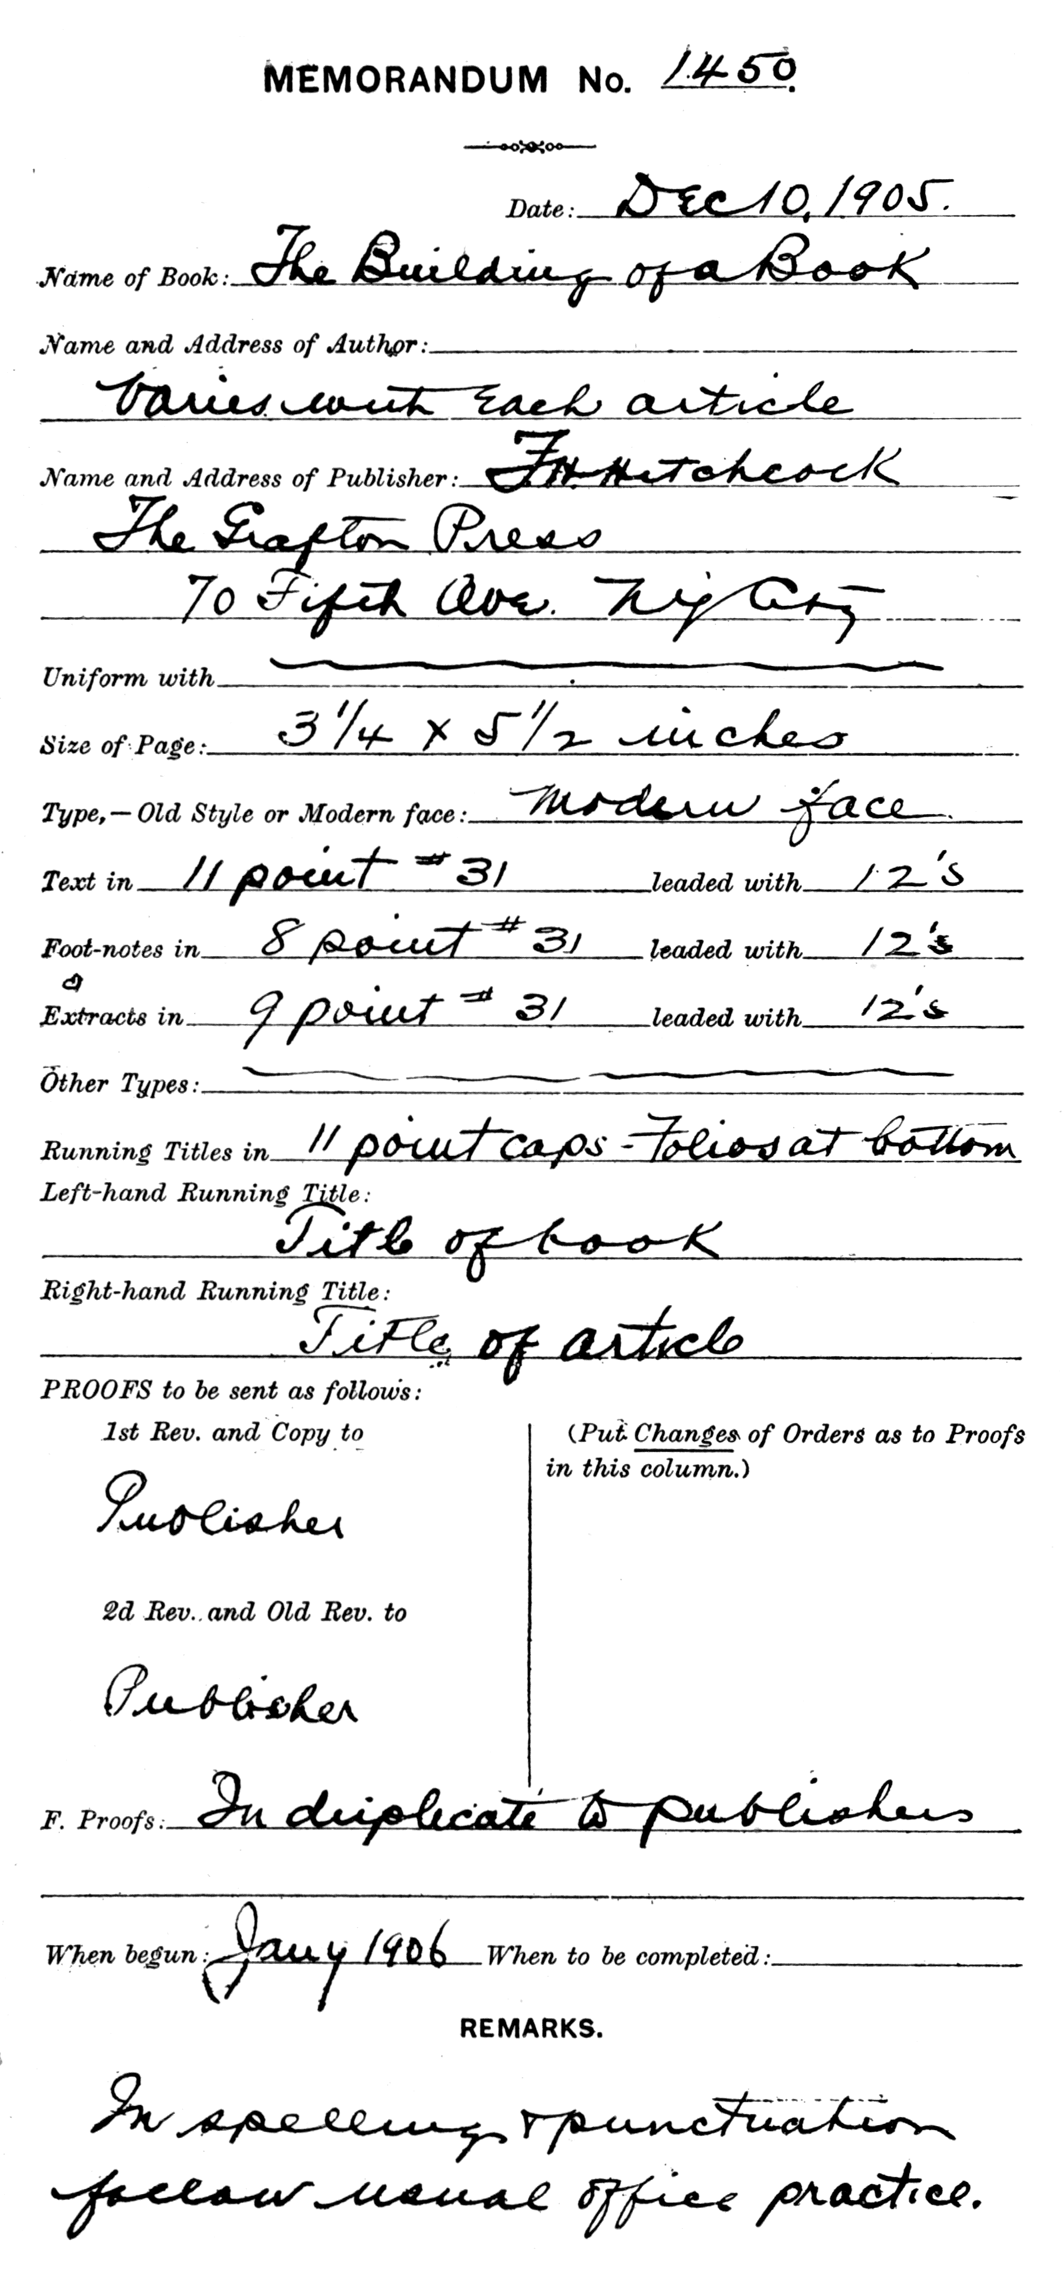 MEMORANDUM No. 1450.
Date: Dec 10, 1905.
Name of Book: The Building of a Book
Name and Address of Author:
Varies with each article
Name and Address of Publisher: F.H. Hitchcock
The Grafton Press
70 Fifth Ave. N.Y. City
Uniform with
Size of Page: 3 1/4 x 5 1/2 inches
Type,—Old Style or Modern face: Modern face.
Text in 11 point #31 leaded with 12's
Foot-notes in 8 point #31 leaded with 12's
Extracts in 9 point #31 leaded with 12's
Other Types:
Running Titles in 11 point caps - Folios at bottom
Left-hand Running Title:
Title of book
Right-hand Running Title:
Title of article
PROOFS to be sent as follows:
1st Rev. and Copy to
Publisher
2d Rev. and Old Rev. to
Publisher
(Put Changes of Orders as to Proofs
in this column.)
F. Proofs: In duplicate to publishers
When begun: Jany 1906 When to be completed:
REMARKS.
In spelling & punctuation
follow usual office practice.